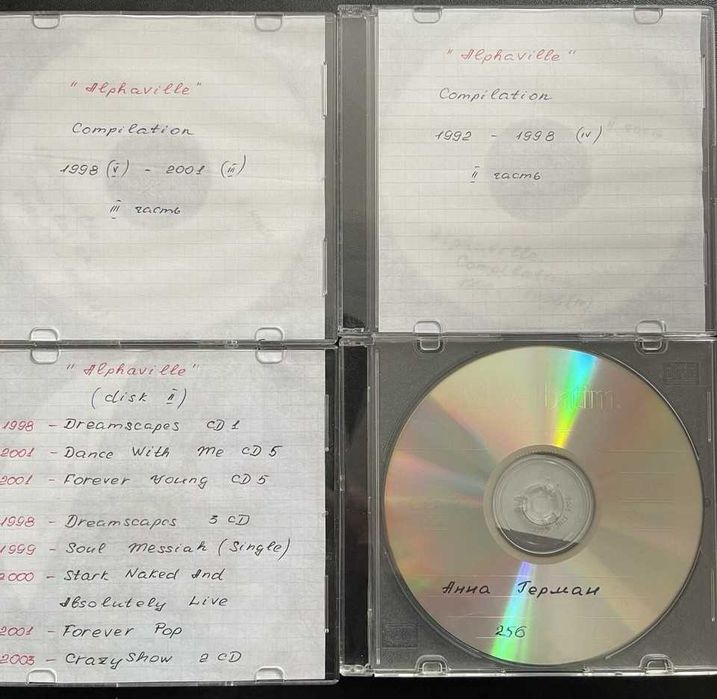 "Alphaville"
Compilation
1998 (V) - 2001 (III)
III часть
"Alphaville"
Compilation
1992 - 1998 (IV)
II часть
"Alphaville"
(disk II)
1998 - Dreamscapes CD 1
2001 - Dance With Me CD 5
2001 - Forever Young CD 5
1998 - Dreamscapes 3 CD
1999 - Soul Messiah (Single)
2000 - Stark Naked And
Absolutely Live
2001 - Forever Pop
2003 - CrazyShow 2 CD
Анна Герман
256